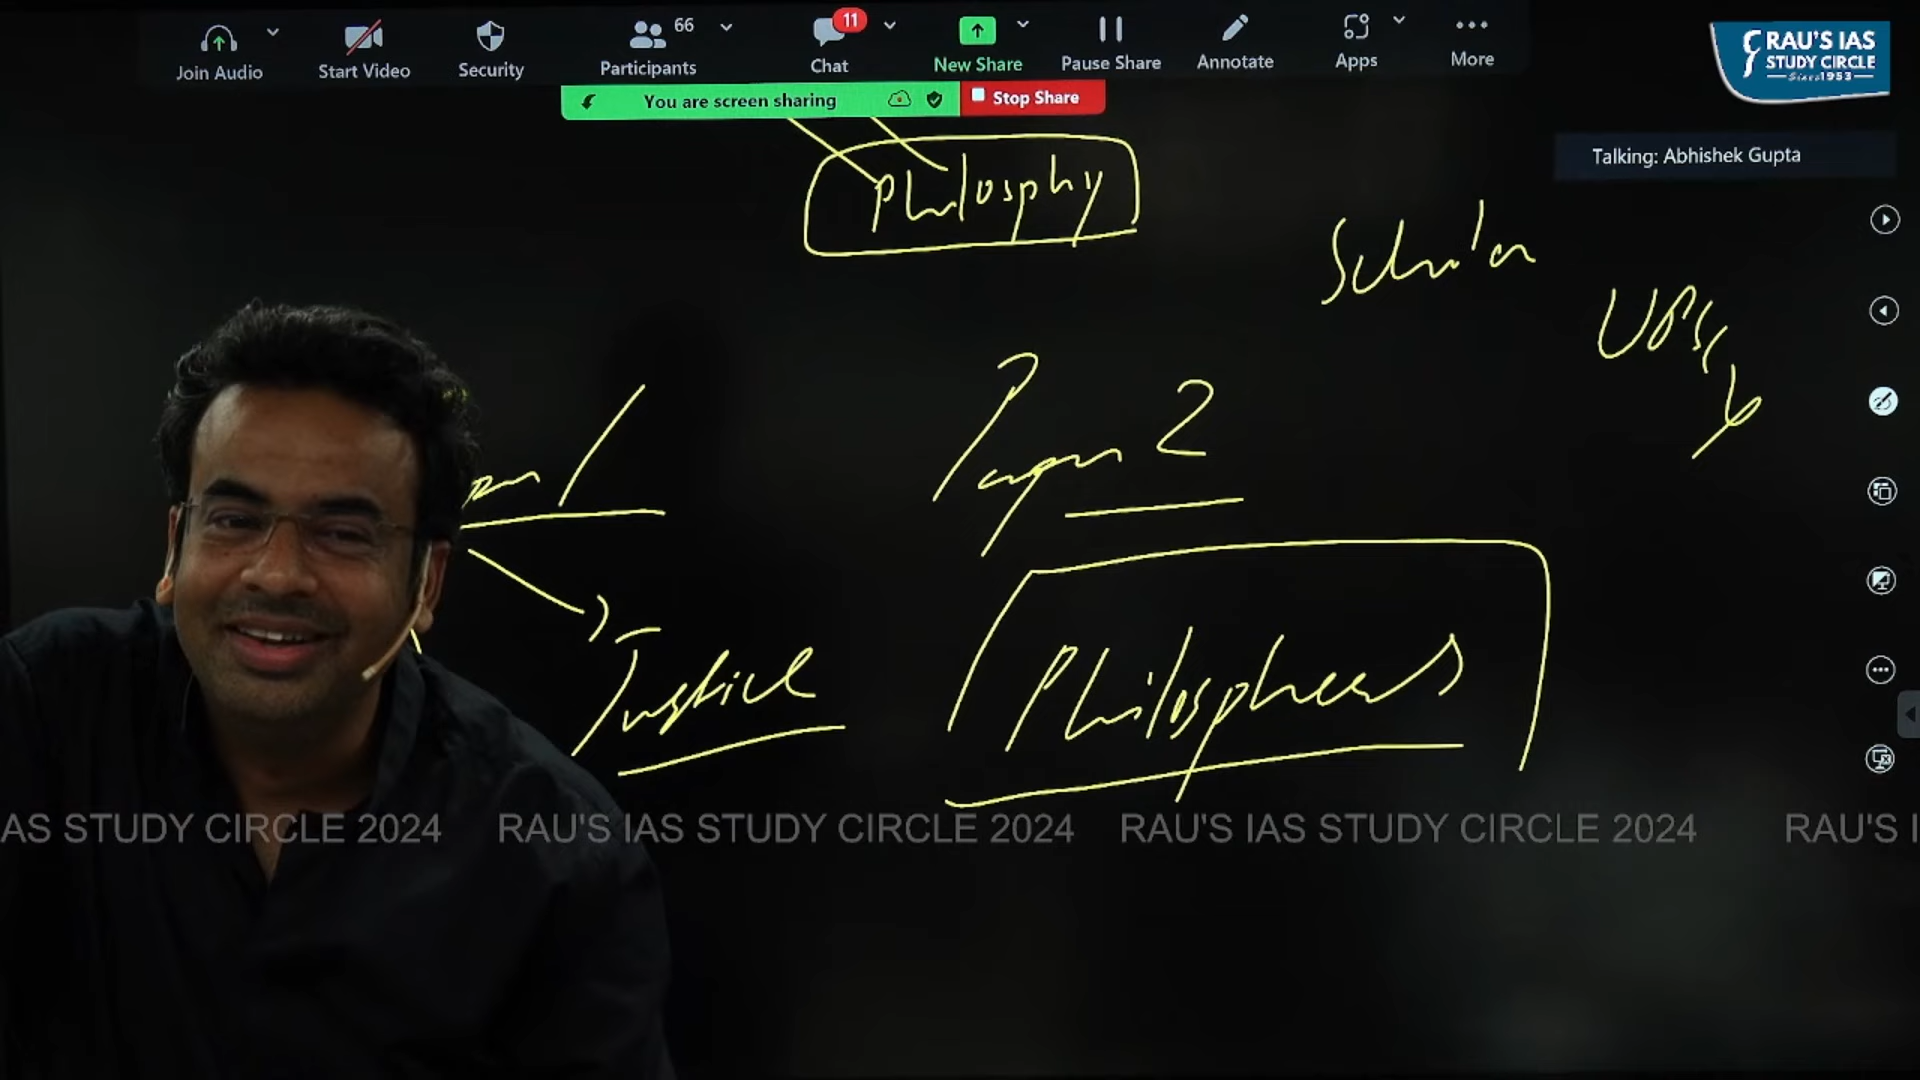 Join Audio
Start Video
Security
Participants 66
Chat 11
New Share
Pause Share
Annotate
Apps
More
You are screen sharing
Stop Share
RAU'S IAS
STUDY CIRCLE
Since 1953
Talking: Abhishek Gupta
Philosphy
UPSC
Paper 2
Justice
AS STUDY CIRCLE 2024 RAU'S IAS STUDY CIRCLE 2024 RAU'S IAS STUDY CIRCLE 2024 RAU'S I